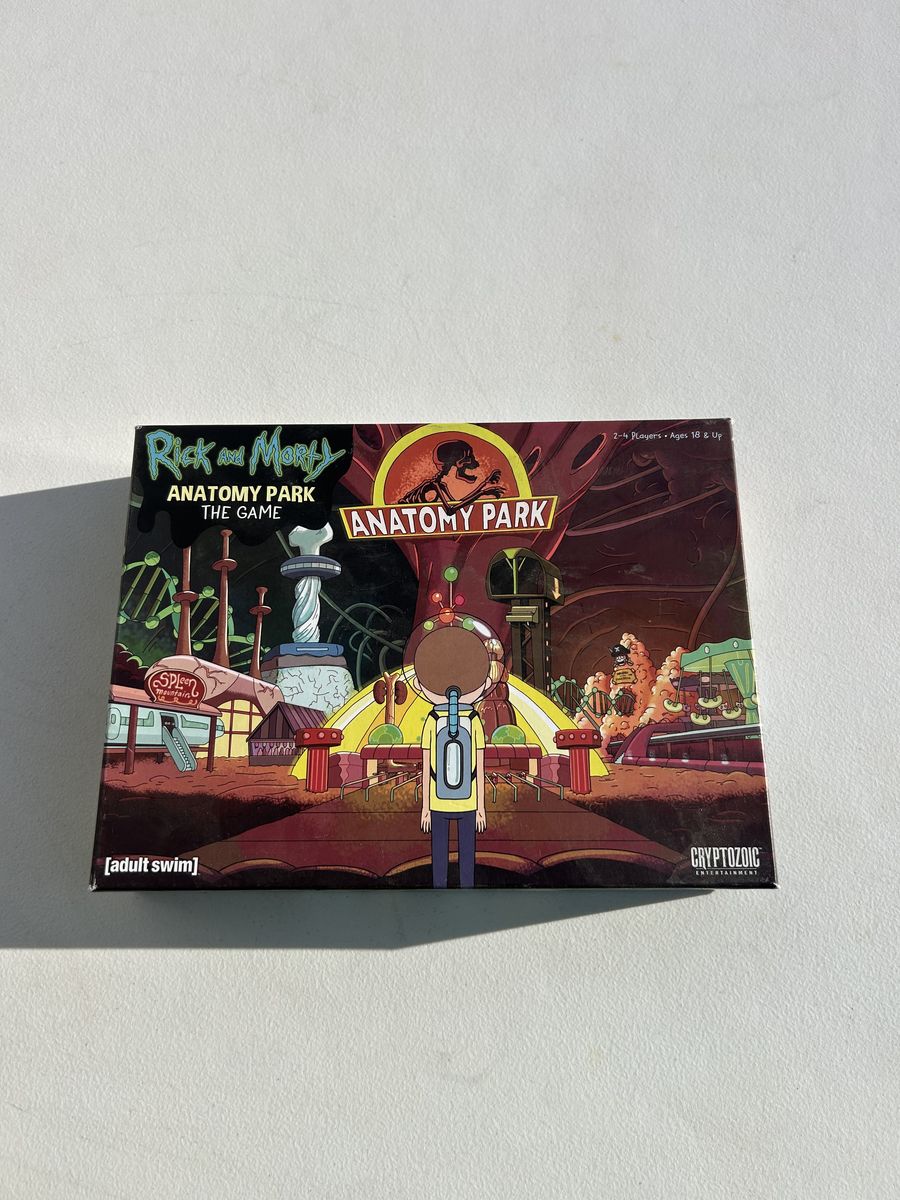 Rick and Morty
ANATOMY PARK
THE GAME
2-4 Players • Ages 18 & Up
ANATOMY PARK
Spleen
mountain
[adult swim]
CRYPTOZOIC™
ENTERTAINMENT